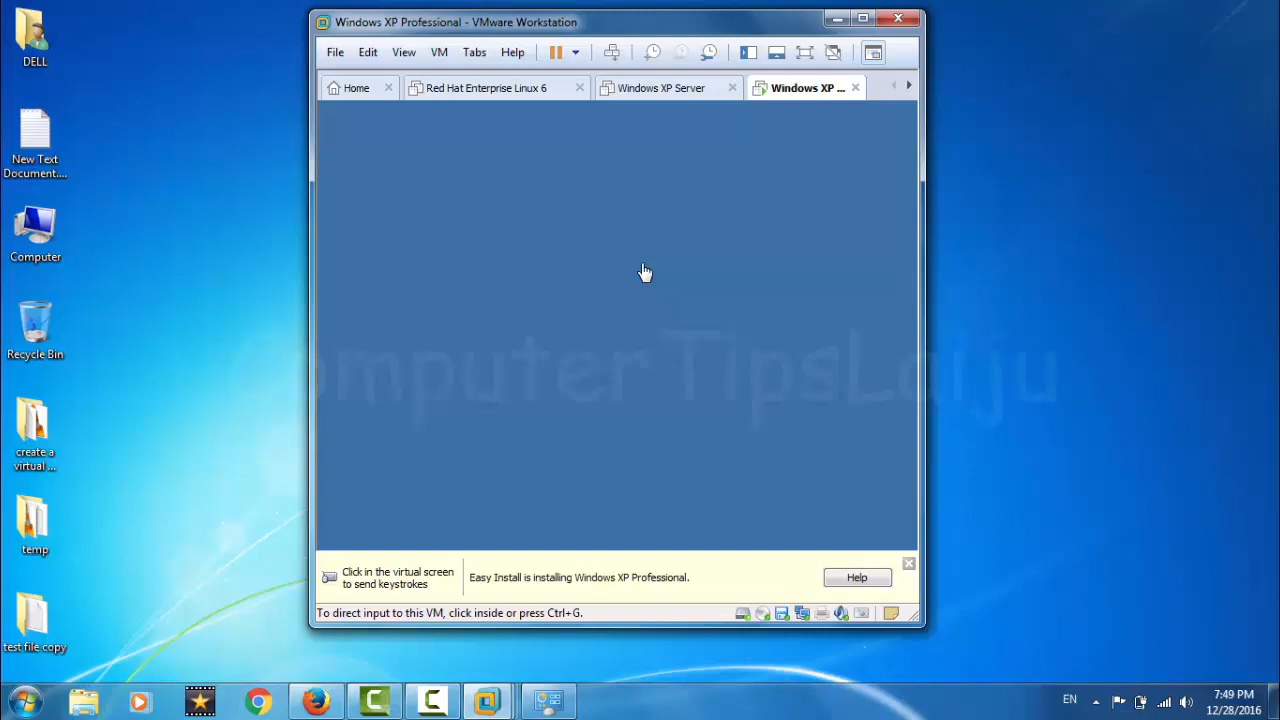 Windows XP Professional - VMware Workstation
File Edit View VM Tabs Help
Home Red Hat Enterprise Linux 6 Windows XP Server Windows XP ...
DELL
New Text
Document....
Computer
Recycle Bin
create a
virtual ...
temp
test file copy
Computer TipsLaiju
Click in the virtual screen
to send keystrokes
Easy Install is installing Windows XP Professional.
Help
To direct input to this VM, click inside or press Ctrl+G.
EN
7:49 PM
12/28/2016